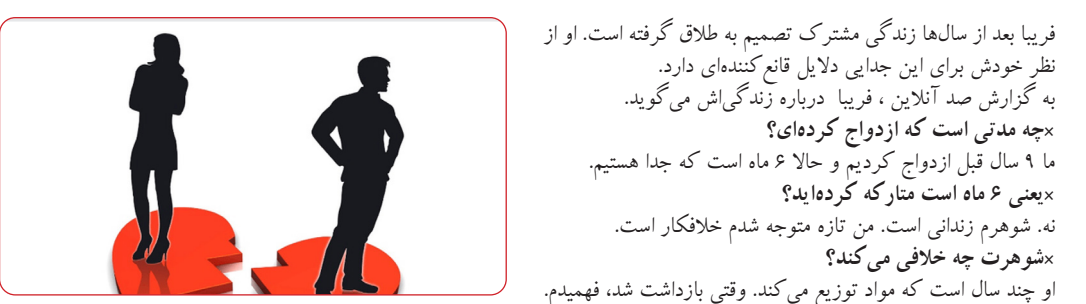 فریبا بعد از سال‌ها زندگی مشترک تصمیم به طلاق گرفته است. او از
نظر خودش برای این جدایی دلایل قانع‌کننده‌ای دارد.
به گزارش صد آنلاین ، فریبا درباره زندگی‌اش می‌گوید.
×چه مدتی است که ازدواج کرده‌ای؟
ما ۹ سال قبل ازدواج کردیم و حالا ۶ ماه است که جدا هستیم.
×یعنی ۶ ماه است متارکه کرده‌اید؟
نه. شوهرم زندانی است. من تازه متوجه شدم خلافکار است.
×شوهرت چه خلافی می‌کند؟
او چند سال است که مواد توزیع می‌کند. وقتی بازداشت شد، فهمیدم.